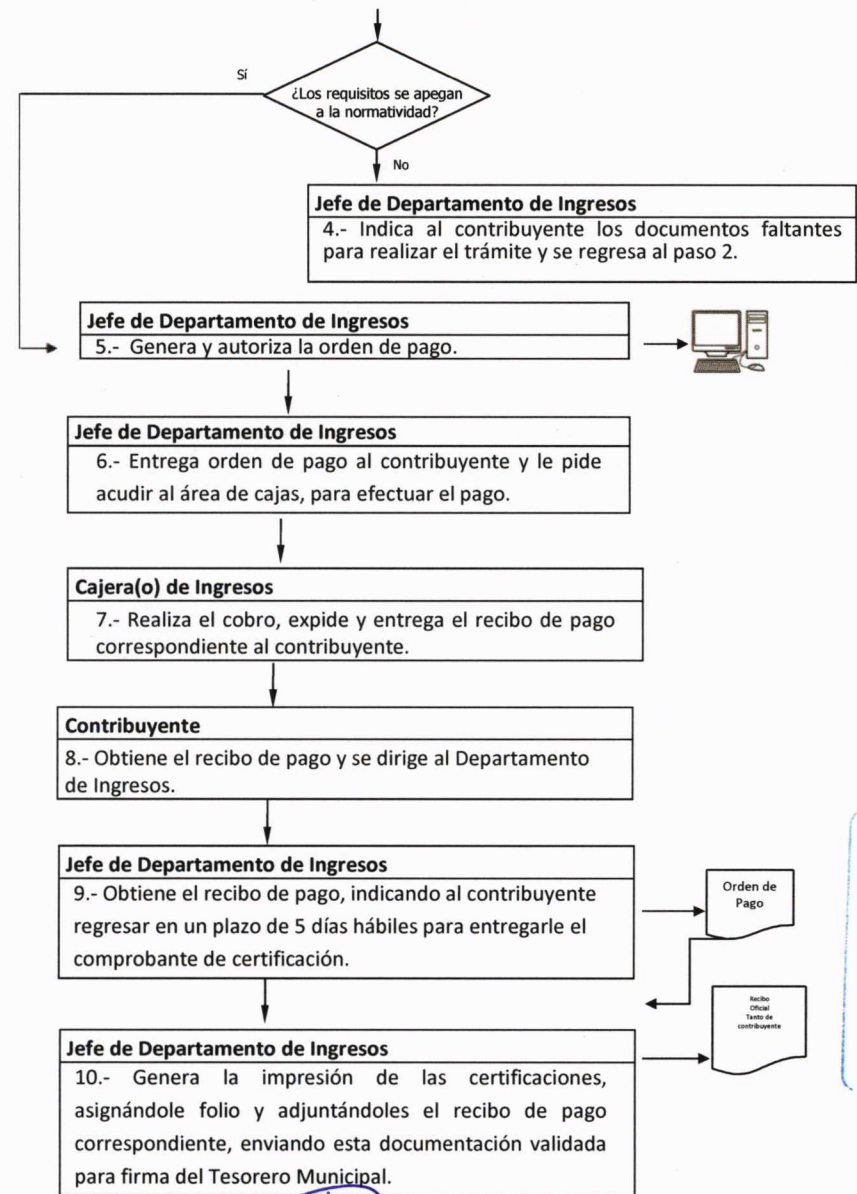 Sí
¿Los requisitos se apegan
a la normatividad?
No
Jefe de Departamento de Ingresos
4.- Indica al contribuyente los documentos faltantes
para realizar el trámite y se regresa al paso 2.
Jefe de Departamento de Ingresos
5.- Genera y autoriza la orden de pago.
Jefe de Departamento de Ingresos
6.- Entrega orden de pago al contribuyente y le pide
acudir al área de cajas, para efectuar el pago.
Cajera(o) de Ingresos
7.- Realiza el cobro, expide y entrega el recibo de pago
correspondiente al contribuyente.
Contribuyente
8.- Obtiene el recibo de pago y se dirige al Departamento
de Ingresos.
Jefe de Departamento de Ingresos
9.- Obtiene el recibo de pago, indicando al contribuyente
regresar en un plazo de 5 días hábiles para entregarle el
comprobante de certificación.
Orden de
Pago
Recibo
Oficial
Tanto de
contribuyente
Jefe de Departamento de Ingresos
10.- Genera la impresión de las certificaciones,
asignándole folio y adjuntándoles el recibo de pago
correspondiente, enviando esta documentación validada
para firma del Tesorero Municipal.